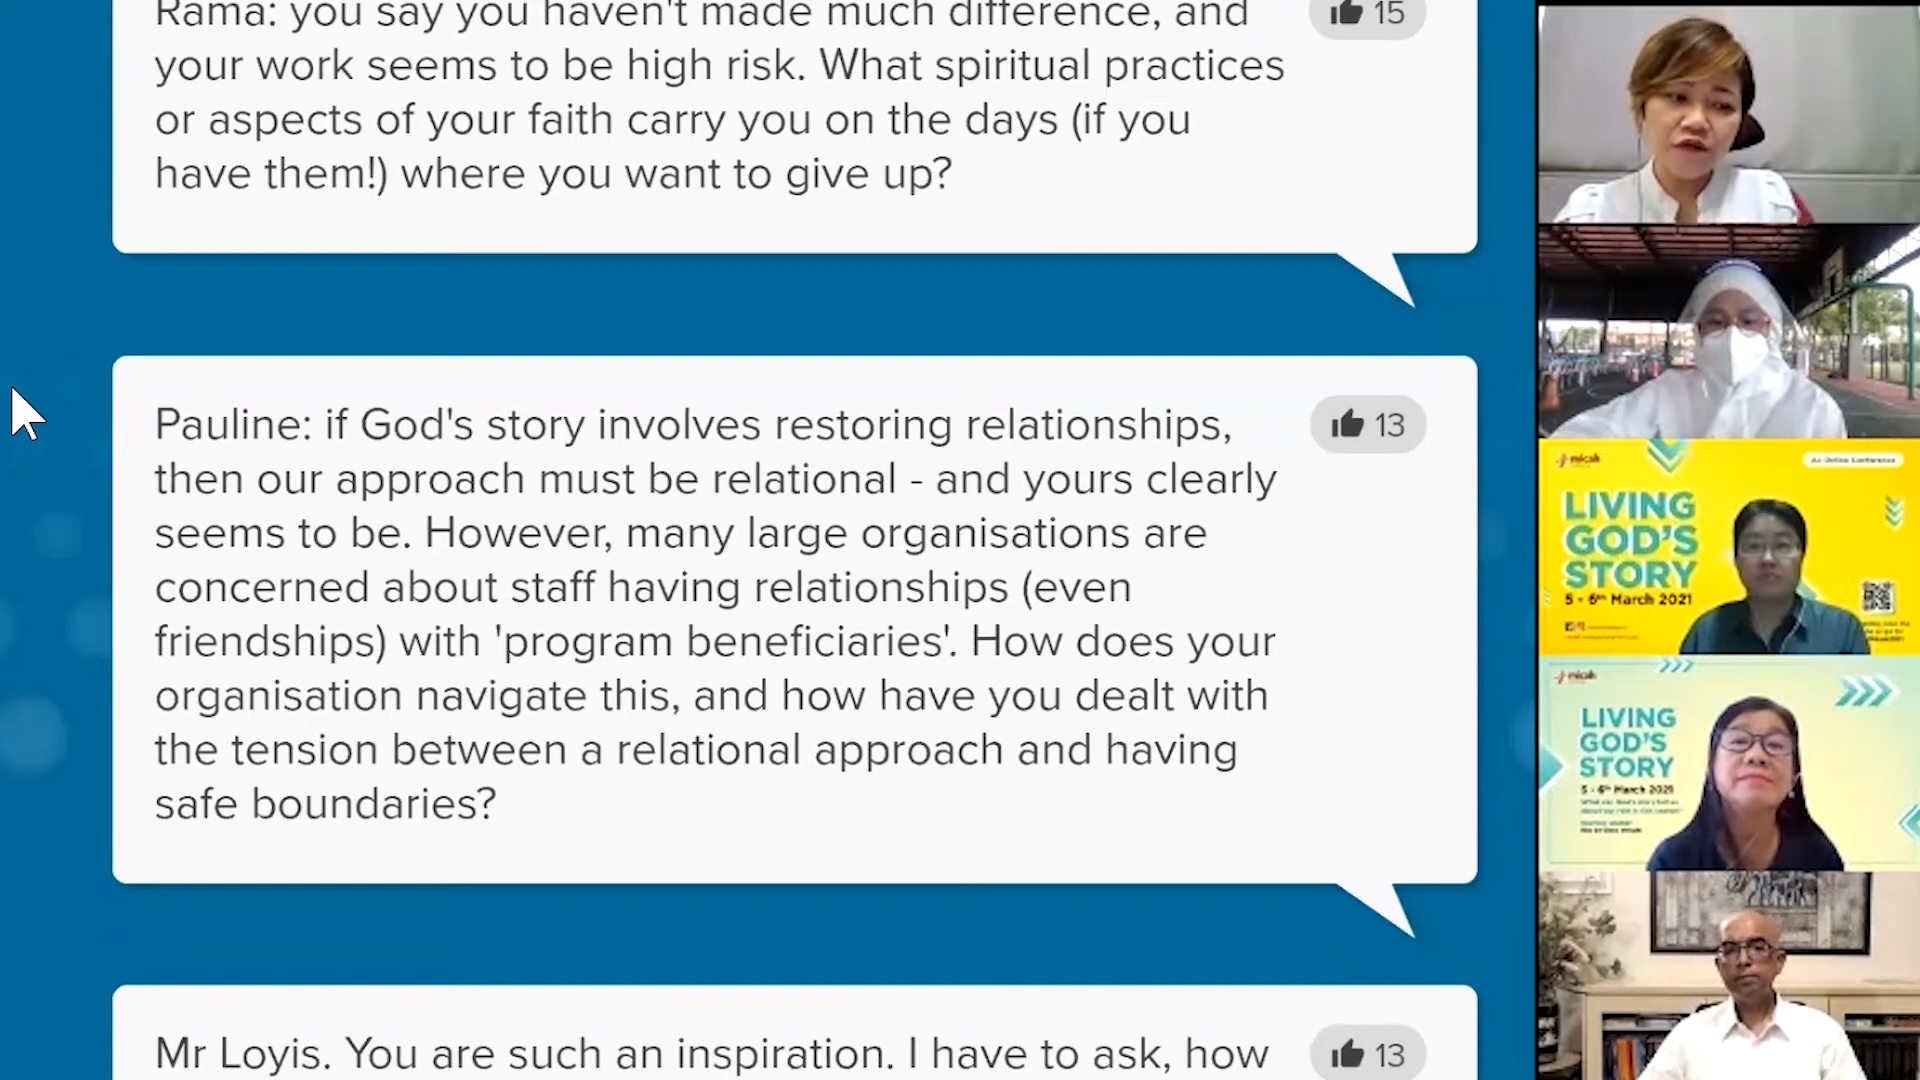 Rama: you say you haven't made much difference, and
your work seems to be high risk. What spiritual practices
or aspects of your faith carry you on the days (if you
have them!) where you want to give up?
15
Pauline: if God's story involves restoring relationships,
then our approach must be relational - and yours clearly
seems to be. However, many large organisations are
concerned about staff having relationships (even
friendships) with 'program beneficiaries'. How does your
organisation navigate this, and how have you dealt with
the tension between a relational approach and having
safe boundaries?
13
Mr Loyis. You are such an inspiration. I have to ask, how
13
micah
An Online Conference
LIVING
GOD'S
STORY
5 - 6th March 2021
micah
LIVING
GOD'S
STORY
5 - 6th March 2021